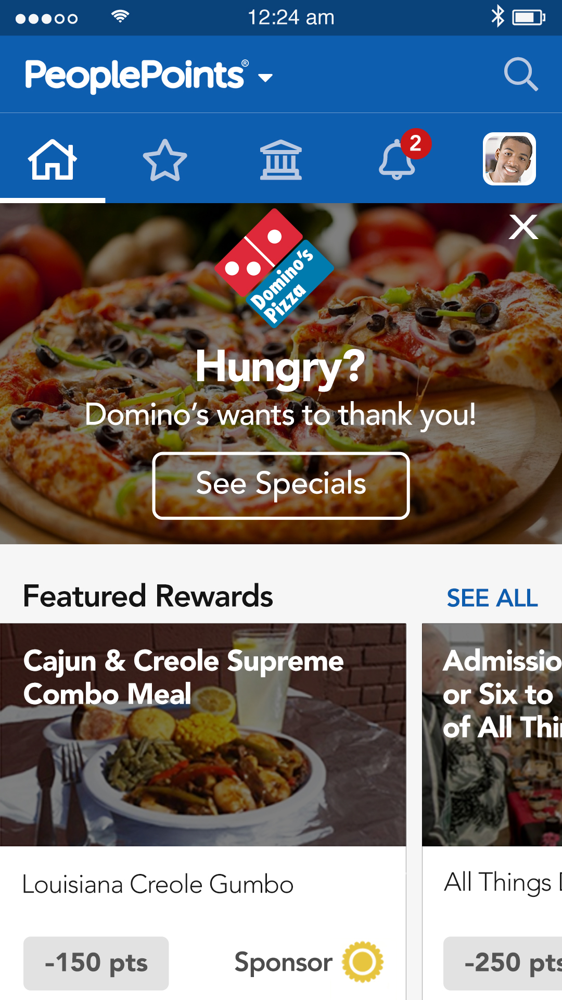 12:24 am
PeoplePoints®
2
Domino's
Pizza
Hungry?
Domino's wants to thank you!
See Specials
Featured Rewards
SEE ALL
Cajun & Creole Supreme
Combo Meal
Admissio
or Six to
of All Thi
Louisiana Creole Gumbo
All Things
-150 pts
Sponsor
-250 pts